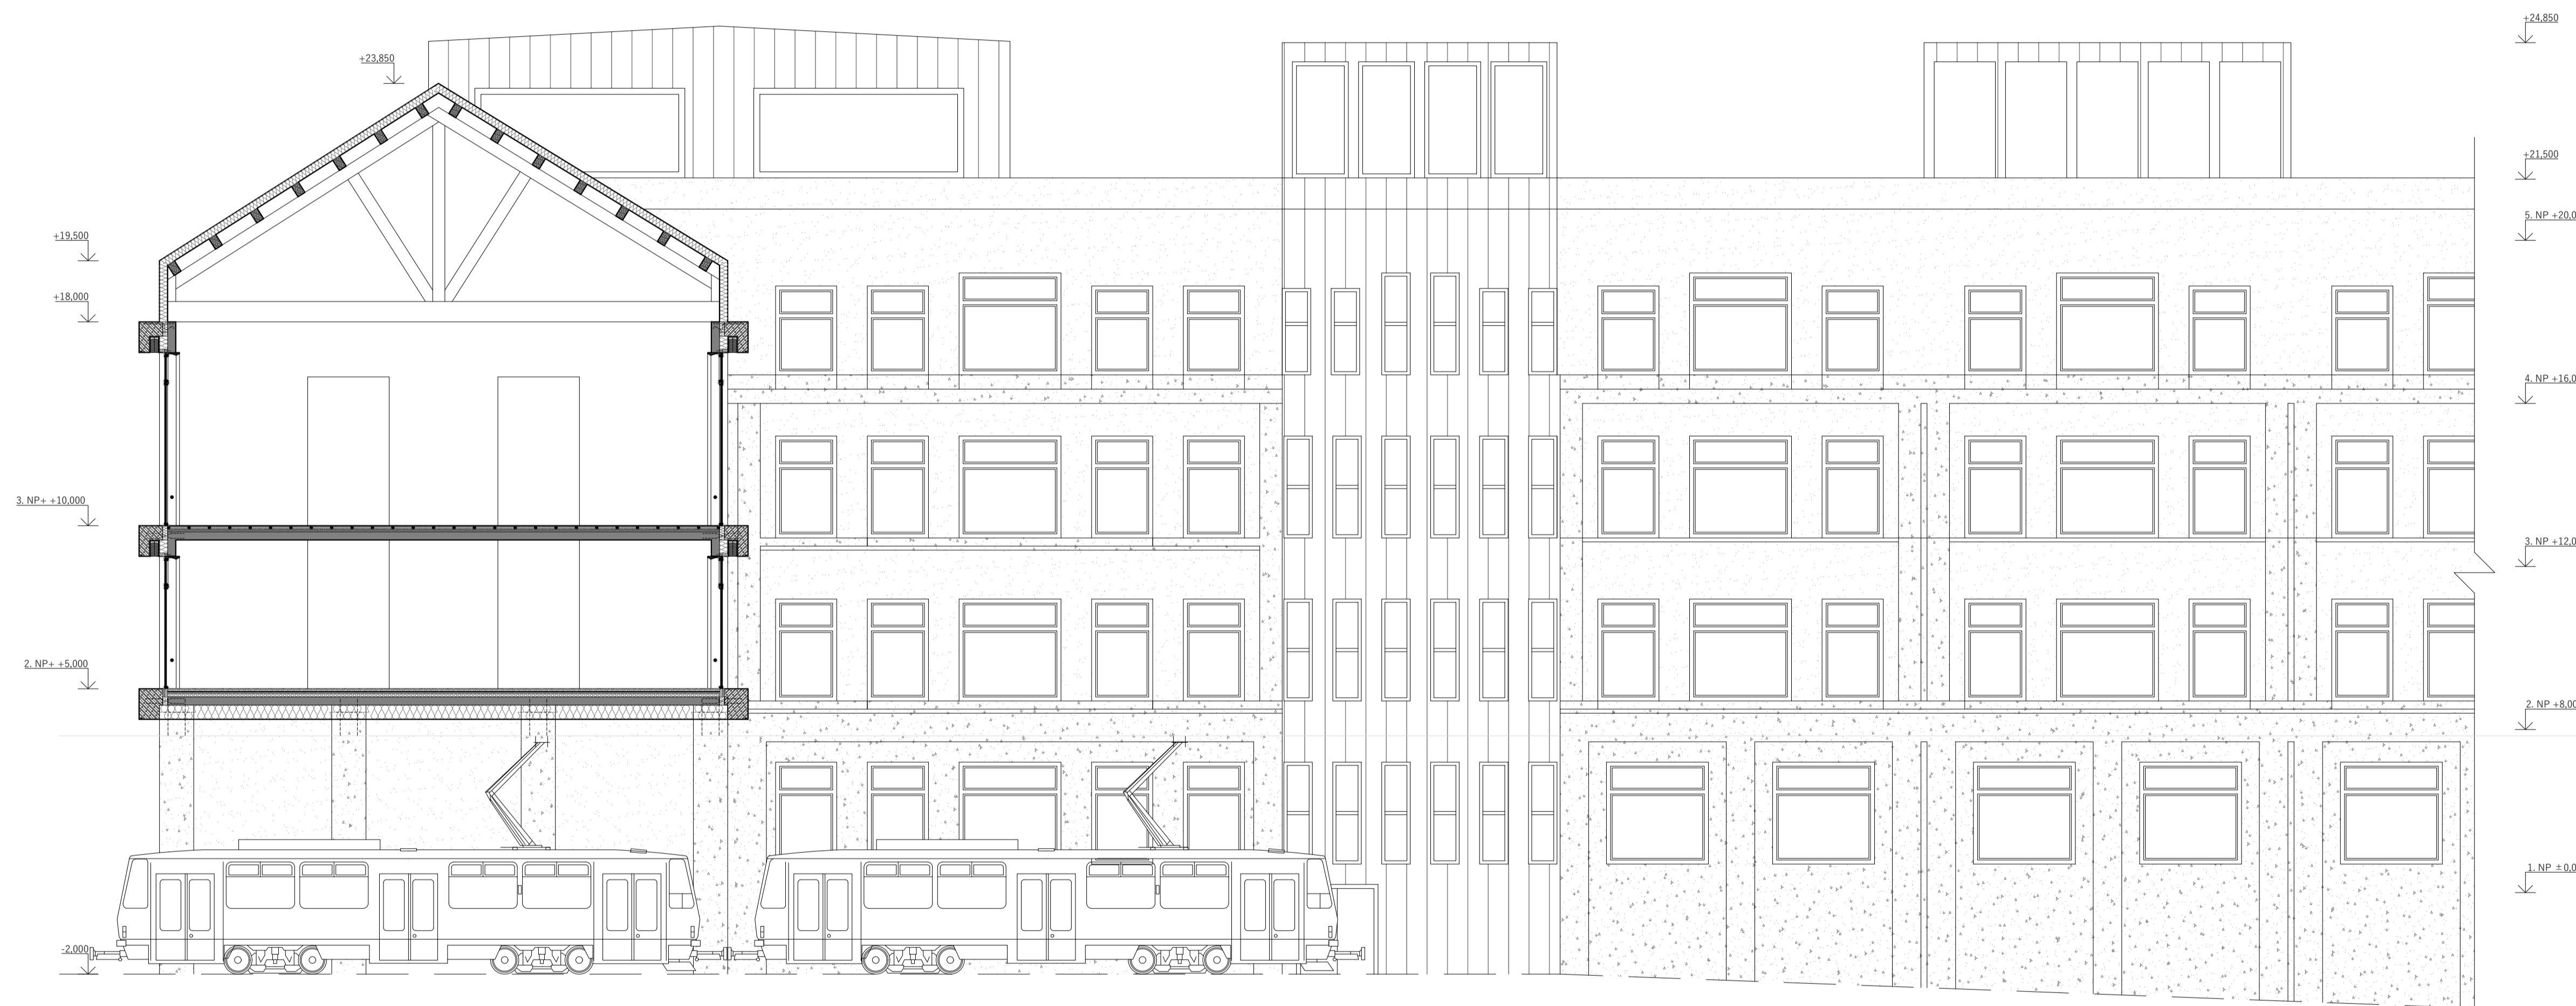 +23,850
+19,500
+18,000
3. NP+ +10,000
2. NP+ +5,000
-2,000
+24,850
+21,500
5. NP +20,0
4. NP +16,0
3. NP +12,0
2. NP +8,00
1. NP ±0,0